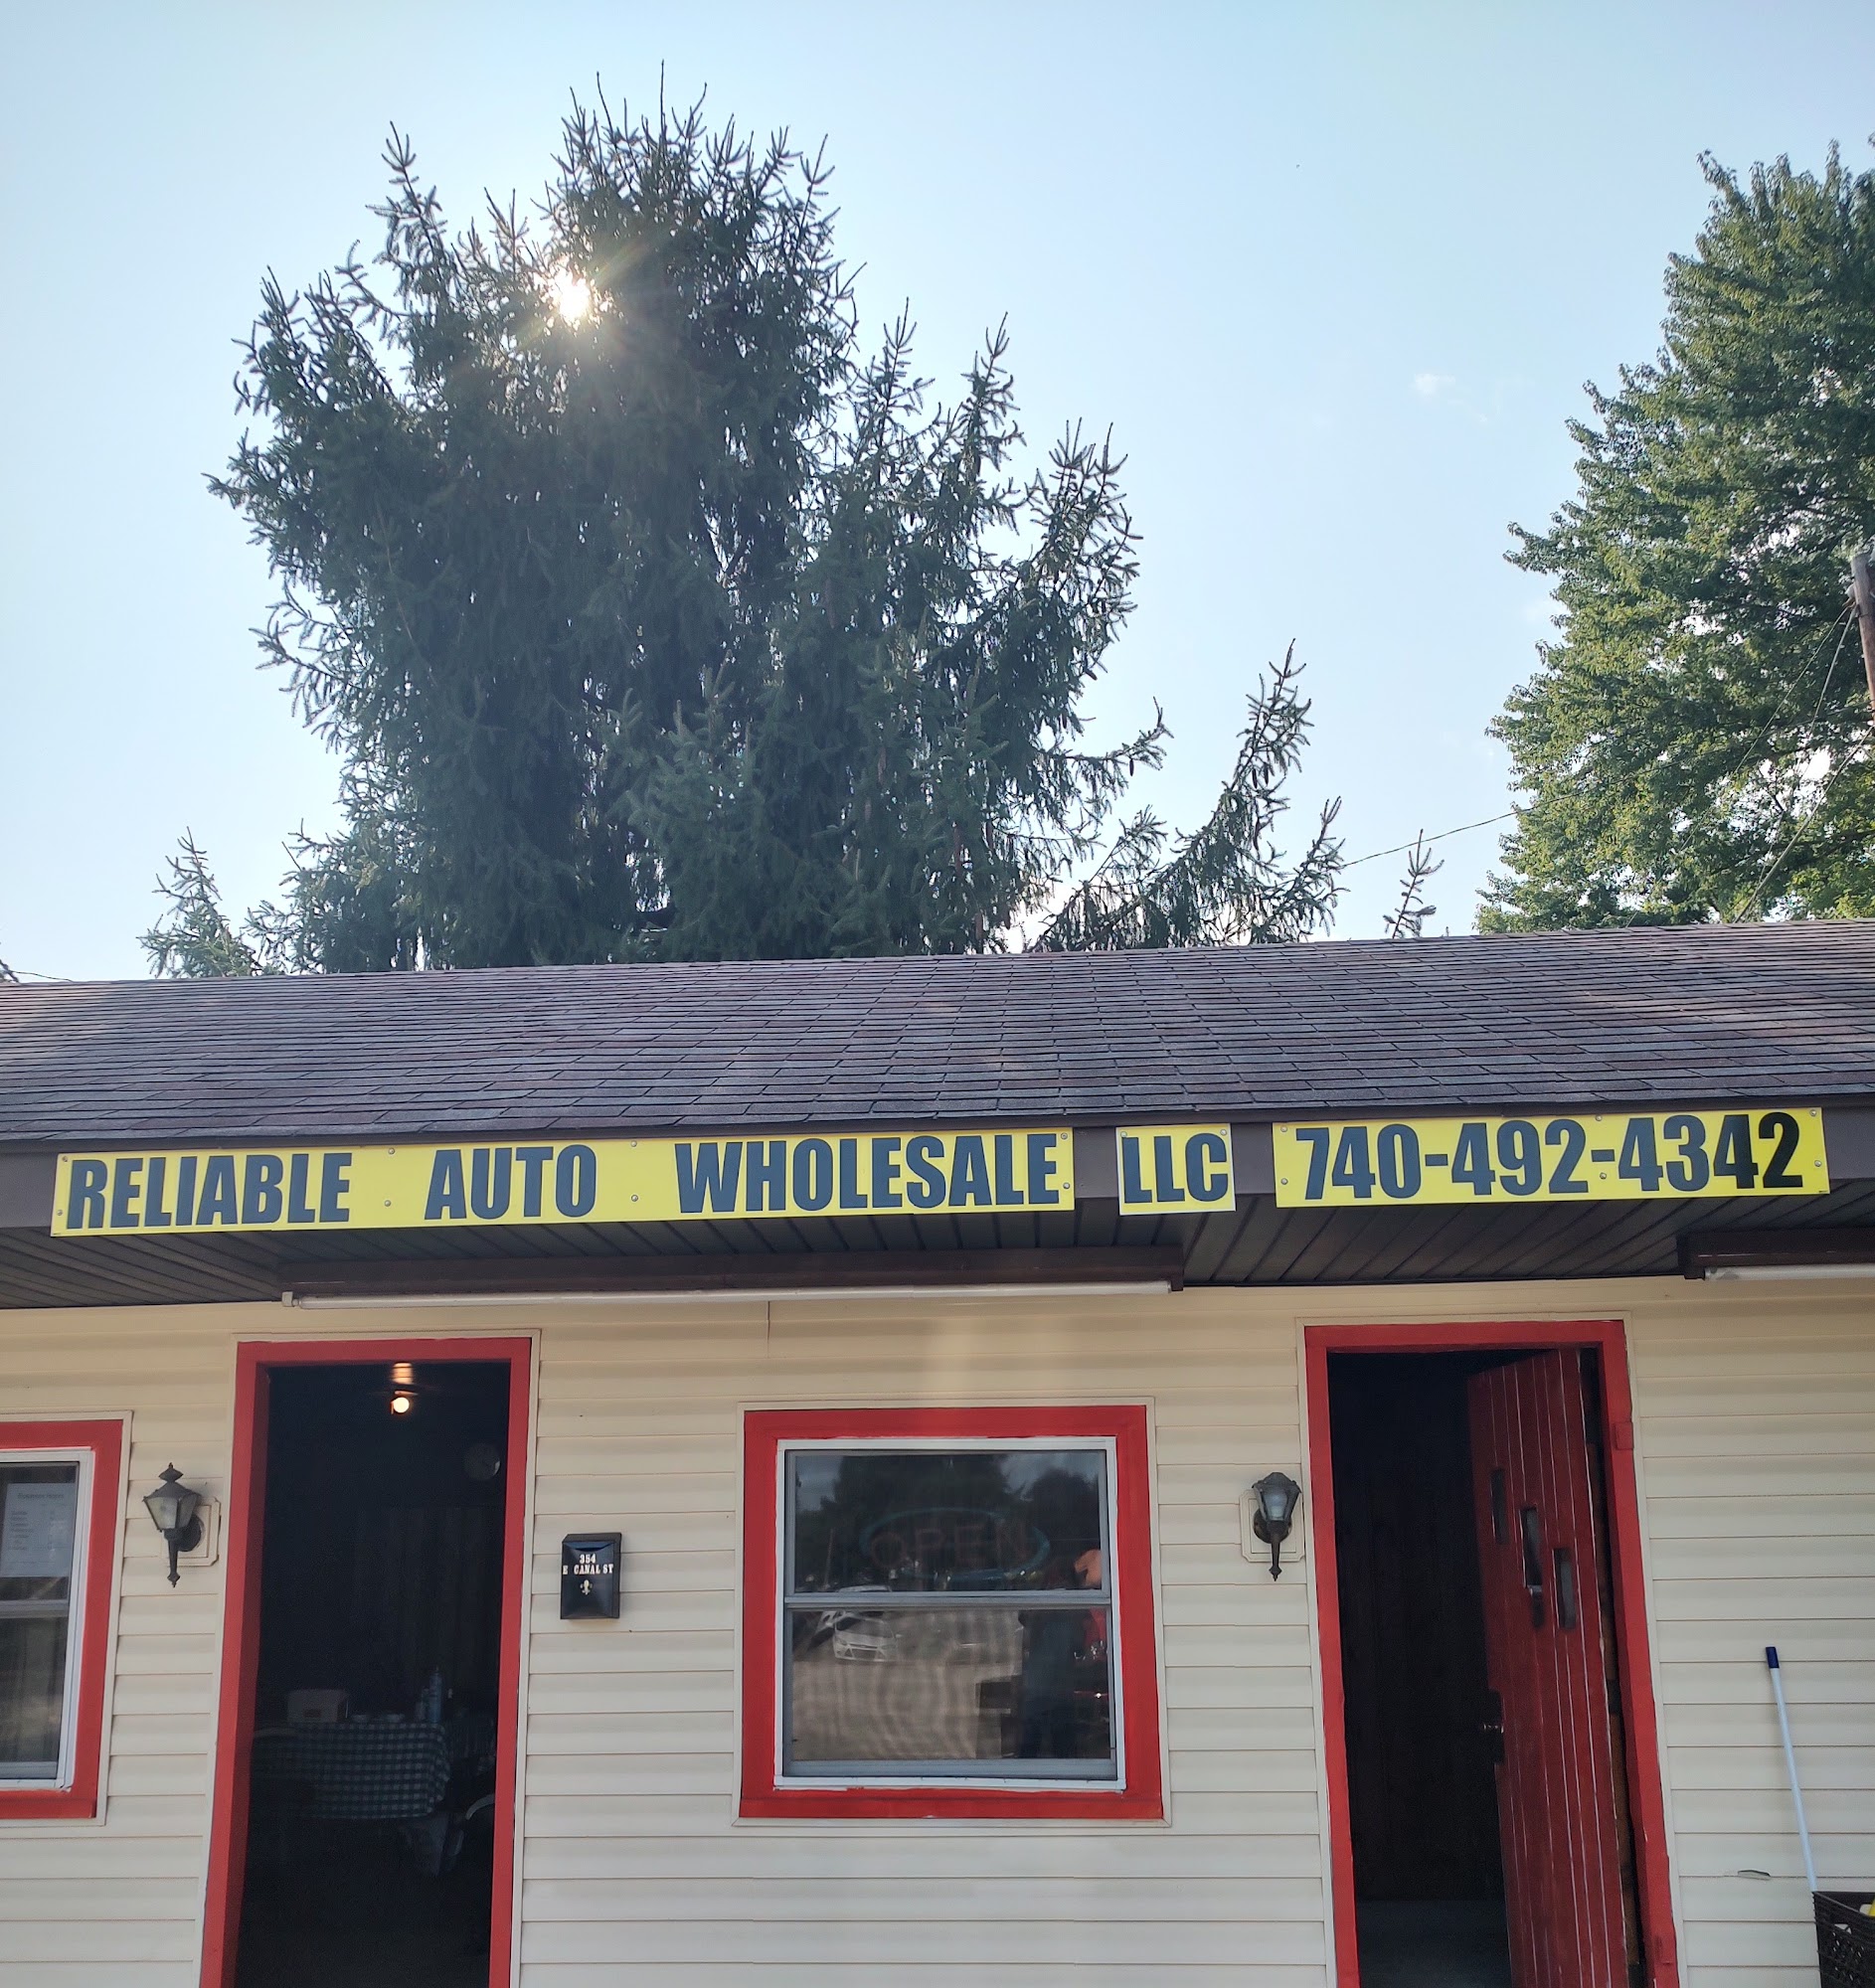 RELIABLE AUTO WHOLESALE LLC 740-492-4342
354
E CANAL ST
OPEN